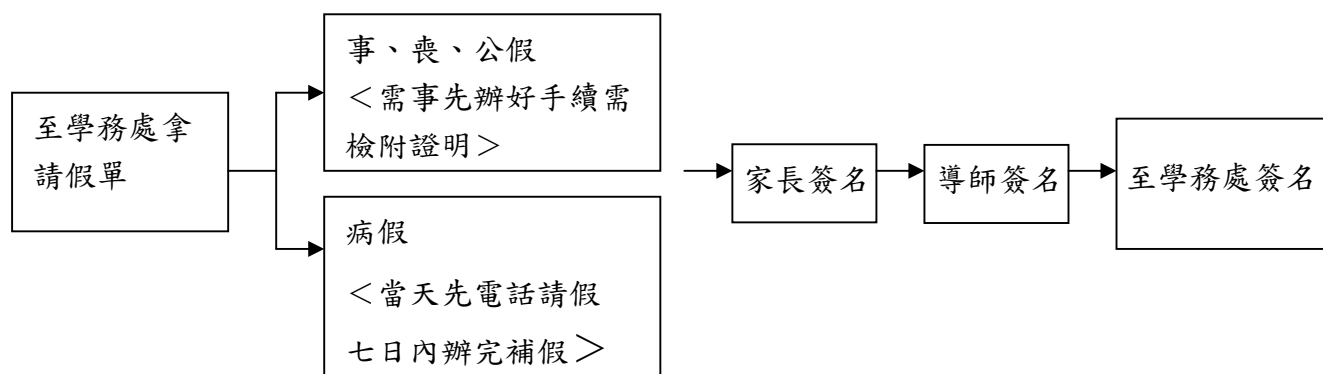 至學務處拿
請假單
事、喪、公假
＜需事先辦好手續需
檢附證明＞
病假
＜當天先電話請假
七日內辦完補假＞
家長簽名
導師簽名
至學務處簽名